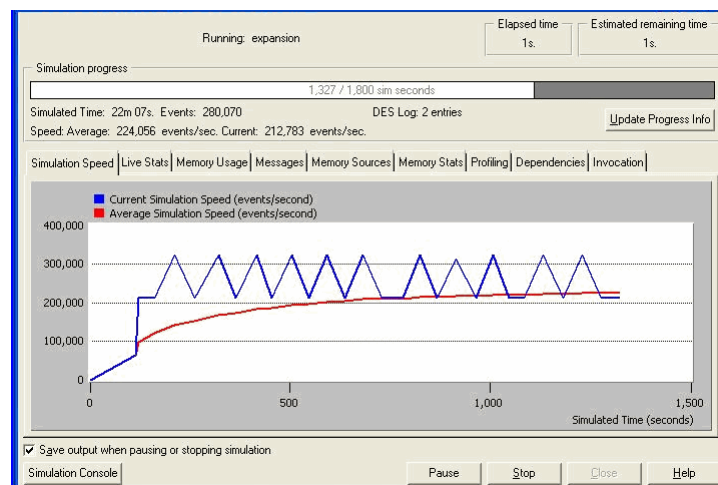 Running: expansion
Elapsed time
1s.
Estimated remaining time
1s.
Simulation progress
1,327 / 1,800 sim seconds
Simulated Time: 22m 07s. Events: 280,070
DES Log: 2 entries
Speed: Average: 224,056 events/sec. Current: 212,783 events/sec.
Update Progress Info
Simulation Speed Live Stats Memory Usage Messages Memory Sources Memory Stats Profiling Dependencies Invocation
Current Simulation Speed (events/second)
Average Simulation Speed (events/second)
400,000
300,000
200,000
100,000
0
0 500 1,000 1,500
Simulated Time (seconds)
Save output when pausing or stopping simulation
Simulation Console Pause Stop Close Help